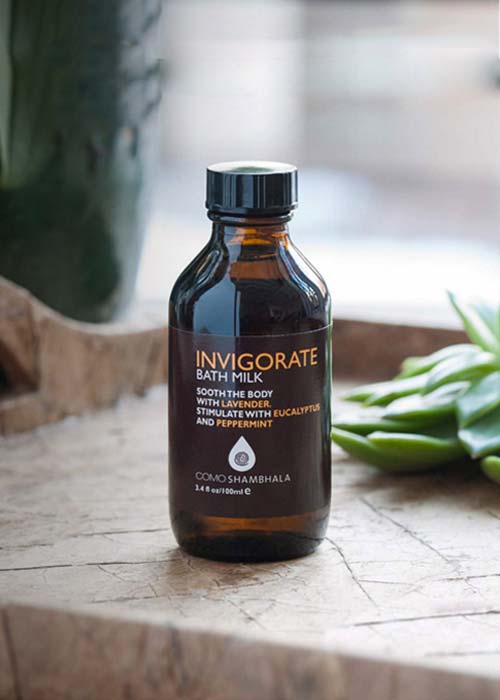 INVIGORATE
BATH MILK
SOOTH THE BODY
WITH LAVENDER.
STIMULATE WITH EUCALYPTUS
AND PEPPERMINT
COMO SHAMBHALA
3.4 fl oz/100ml ℮